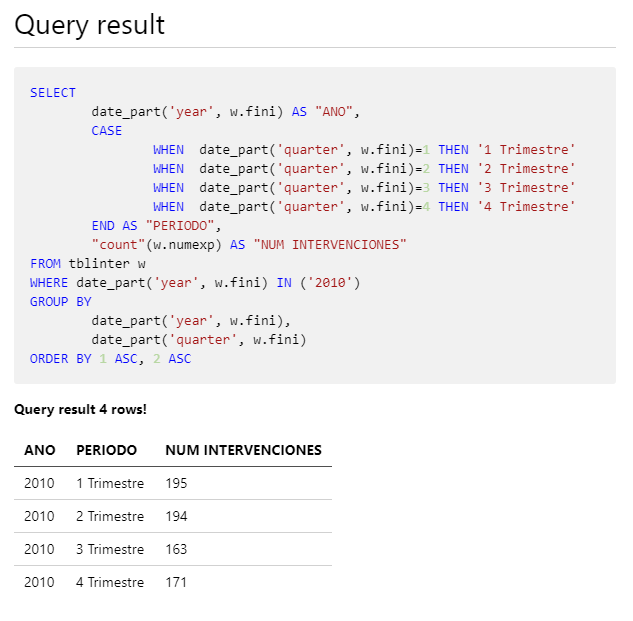 Query result
SELECT
date_part('year', w.fini) AS "ANO",
CASE
WHEN date_part('quarter', w.fini)=1 THEN '1 Trimestre'
WHEN date_part('quarter', w.fini)=2 THEN '2 Trimestre'
WHEN date_part('quarter', w.fini)=3 THEN '3 Trimestre'
WHEN date_part('quarter', w.fini)=4 THEN '4 Trimestre'
END AS "PERIODO",
"count"(w.numexp) AS "NUM INTERVENCIONES"
FROM tblinter w
WHERE date_part('year', w.fini) IN ('2010')
GROUP BY
date_part('year', w.fini),
date_part('quarter', w.fini)
ORDER BY 1 ASC, 2 ASC
Query result 4 rows!
ANO PERIODO NUM INTERVENCIONES
2010 1 Trimestre 195
2010 2 Trimestre 194
2010 3 Trimestre 163
2010 4 Trimestre 171